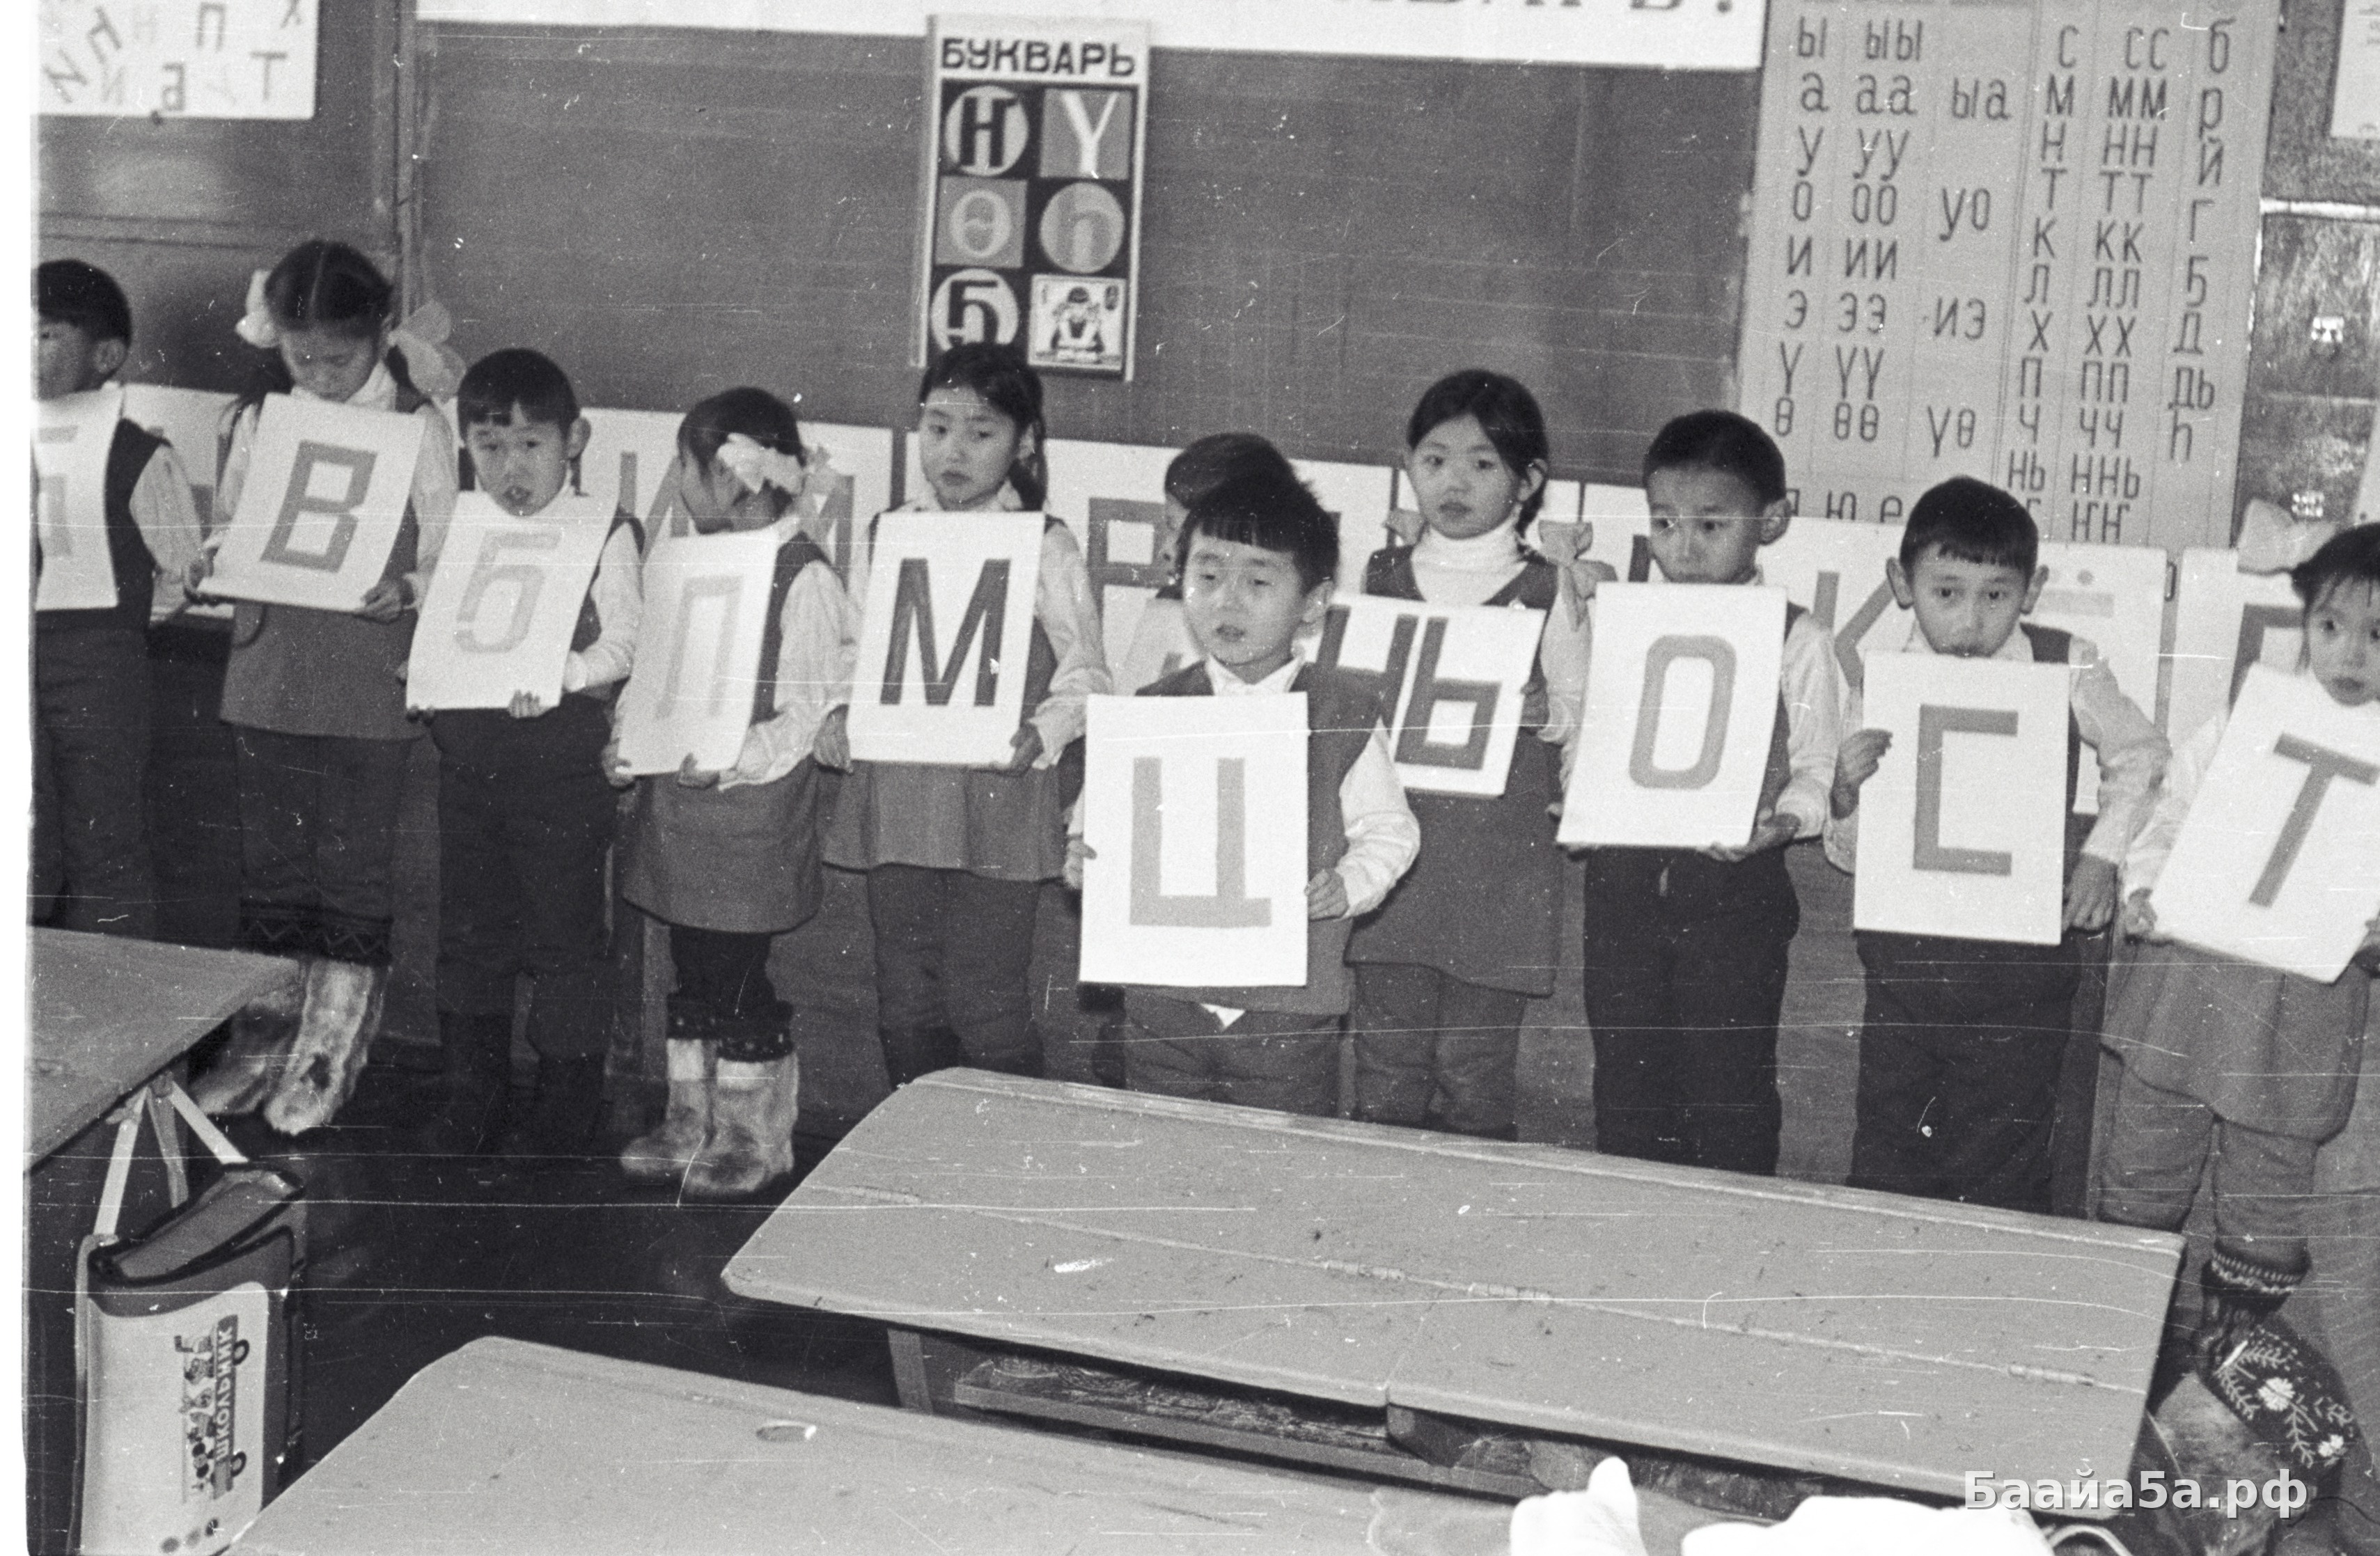 Х
П
Т
БУКВАРЬ
Ҥ Ү
Ө Һ
Ҕ
ы ыы
а аа ыа
у уу
о оо уо
и ии
э ээ иэ
ү үү
ө өө үө
я ю е
с сс б
м мм р
н нн й
т тт г
к кк ҕ
л лл д
х хх дь
п пп һ
ч чч
нь ннь
ҥ ҥҥ
В
Б
П
М
Ц
Нь
О
С
Т
ШКОЛЬНИК
Баайа5а.рф